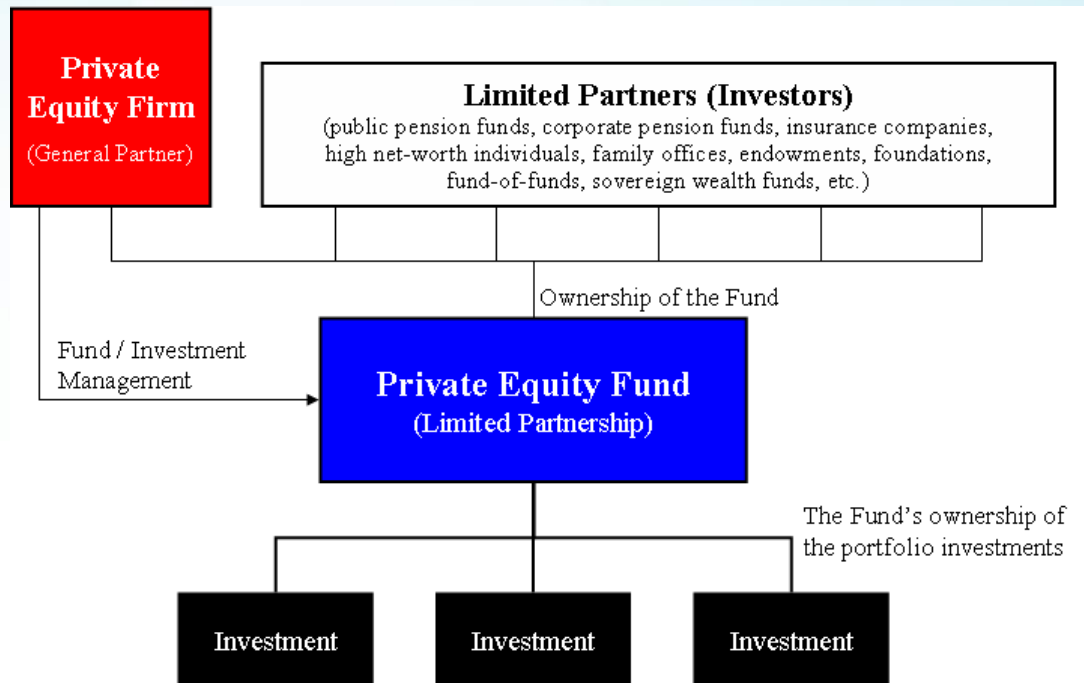 Private
Equity Firm
(General Partner)
Limited Partners (Investors)
(public pension funds, corporate pension funds, insurance companies,
high net-worth individuals, family offices, endowments, foundations,
fund-of-funds, sovereign wealth funds, etc.)
Ownership of the Fund
Fund / Investment
Management
Private Equity Fund
(Limited Partnership)
The Fund's ownership of
the portfolio investments
Investment
Investment
Investment